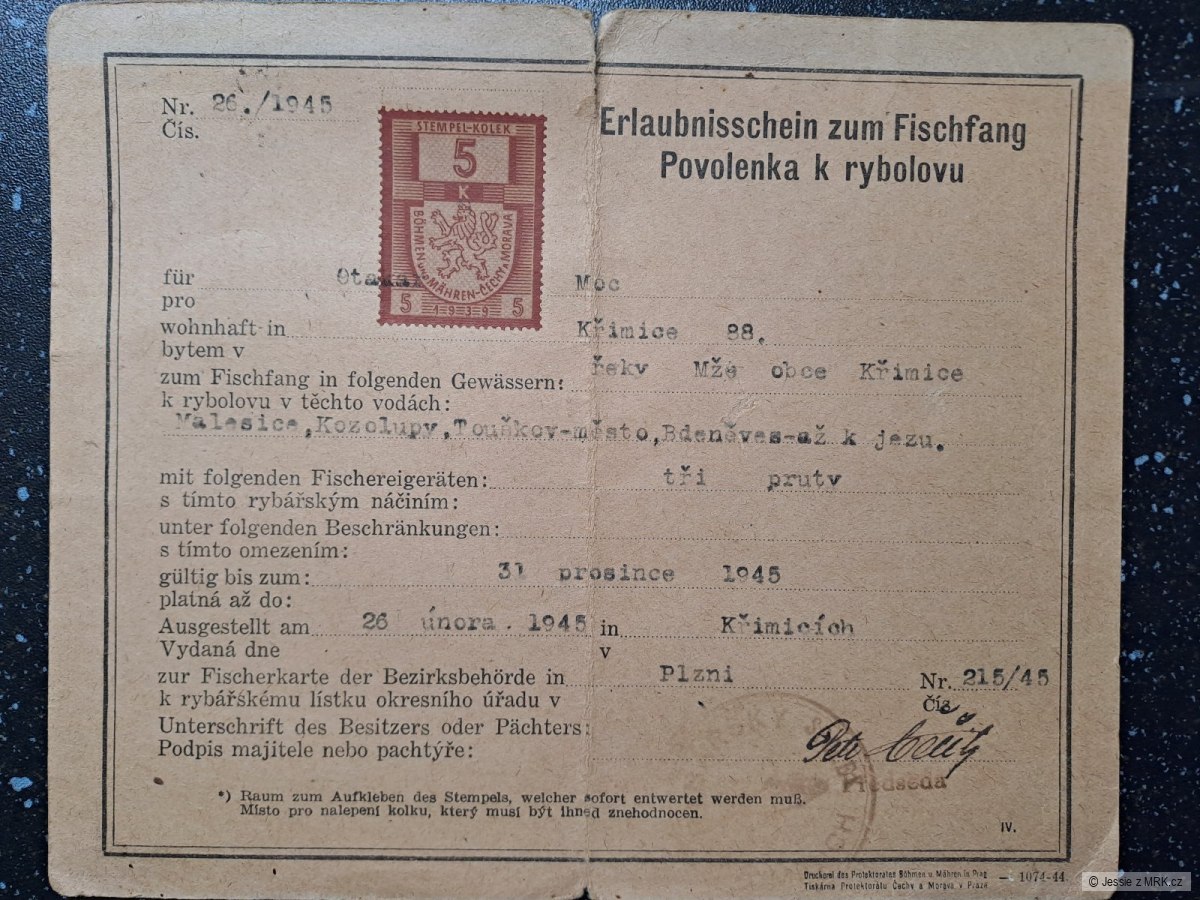 Nr. 26./1945
Čís.
STEMPEL-KOLEK
5
K
BÖHMEN UND MÄHREN-ČECHY A MORAVA
5 1939 5
Erlaubnisschein zum Fischfang
Povolenka k rybolovu
für Otakar Moc
pro
wohnhaft in Křimice 88.
bytem v
zum Fischfang in folgenden Gewässern: řeky Mže obce Křimice
k rybolovu v těchto vodách:
Malesice,Kozolupy,Touškov-město,Bdeněves-až k jezu.
mit folgenden Fischereigeräten: tři pruty
s tímto rybářským náčiním:
unter folgenden Beschränkungen:
s tímto omezením:
gültig bis zum: 31 prosince 1945
platná až do:
Ausgestellt am 26 února . 1945 in Křimicích
Vydaná dne v
zur Fischerkarte der Bezirksbehörde in Plzni Nr. 215/45
k rybářskému lístku okresního úřadu v Čís.
Unterschrift des Besitzers oder Pächters:
Podpis majitele nebo pachtýře: Petr
Předseda
*) Raum zum Aufkleben des Stempels, welcher sofort entwertet werden muß.
Místo pro nalepení kolku, který musí být ihned znehodnocen.
IV.
Druckerei des Protektorates Böhmen u. Mähren in Prag
Tiskárna Protektorátu Čechy a Morava v Praze
— 1074-44
© Jessie z MRK.cz